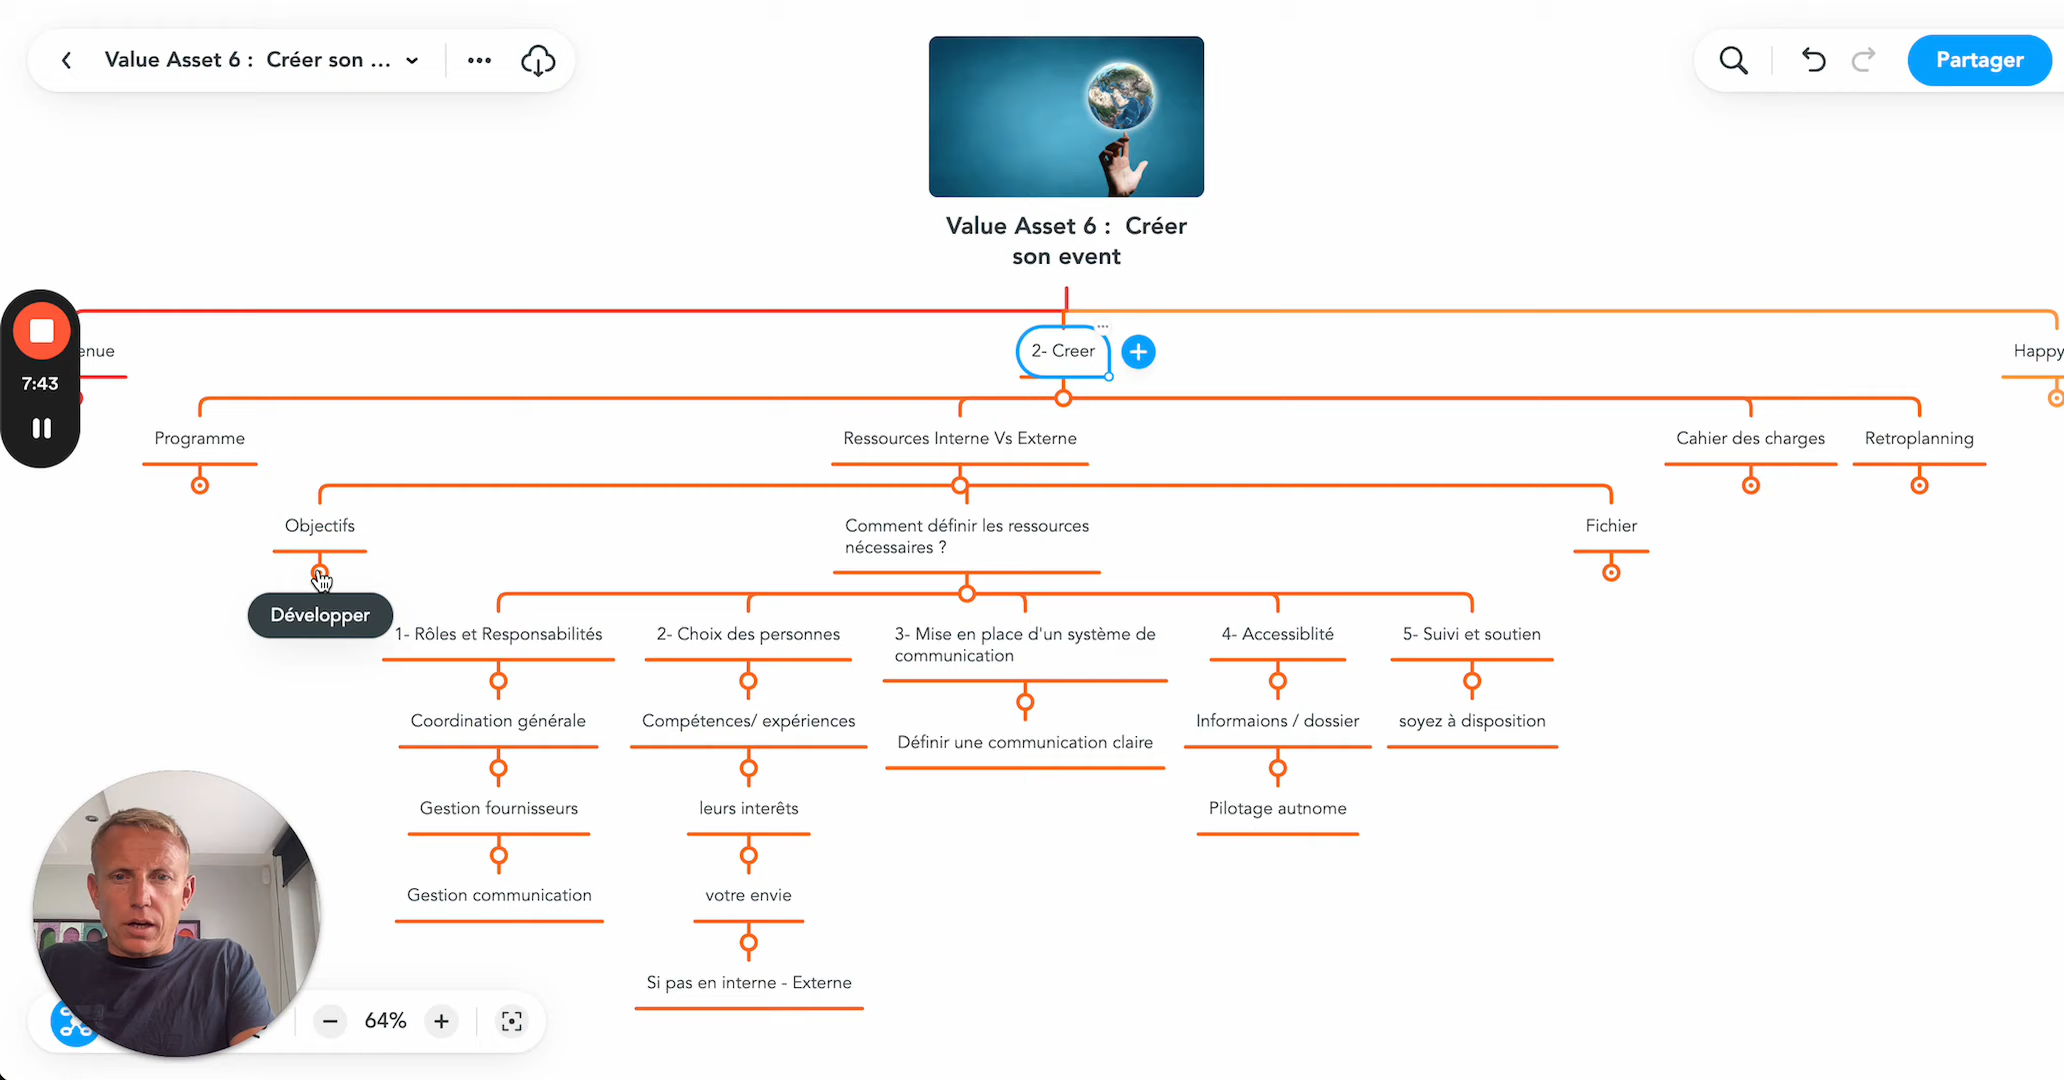 Value Asset 6 :  Créer son ...
Partager
Value Asset 6 :  Créer
son event
7:43
enue
2- Creer
Happy
Programme
Ressources Interne Vs Externe
Cahier des charges
Retroplanning
Objectifs
Comment définir les ressources
nécessaires ?
Fichier
Développer
1- Rôles et Responsabilités
2- Choix des personnes
3- Mise en place d'un système de
communication
4- Accessiblité
5- Suivi et soutien
Coordination générale
Compétences/ expériences
Définir une communication claire
Informaions / dossier
soyez à disposition
Gestion fournisseurs
leurs interêts
Pilotage autnome
Gestion communication
votre envie
Si pas en interne - Externe
64%